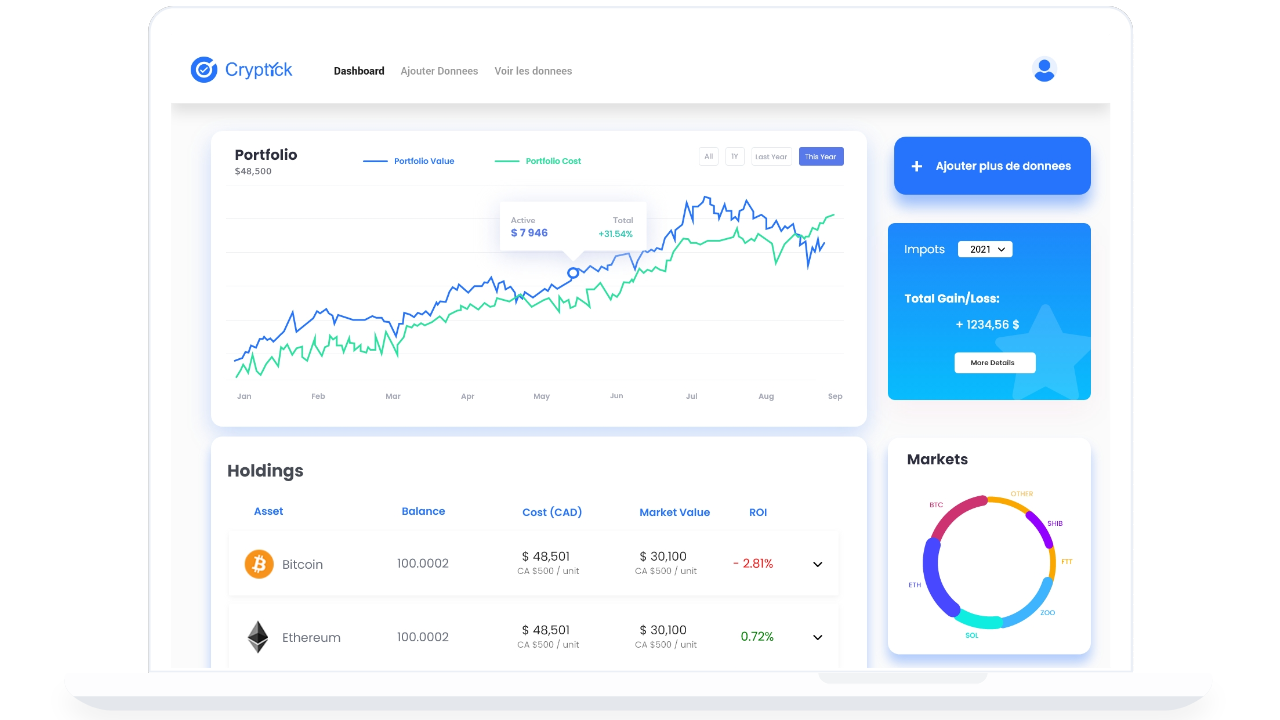 Cryptyck
Dashboard Ajouter Donnees Voir les donnees
Portfolio
$48,500
Portfolio Value Portfolio Cost
All 1Y Last Year This Year
Active Total
$ 7 946 +31.54%
Jan Feb Mar Apr May Jun Jul Aug Sep
+ Ajouter plus de donnees
Impots 2021
Total Gain/Loss:
+ 1234,56 $
More Details
Holdings
Asset Balance Cost (CAD) Market Value ROI
Bitcoin 100.0002 $ 48,501 $ 30,100 - 2.81%
CA $500 / unit CA $500 / unit
Ethereum 100.0002 $ 48,501 $ 30,100 0.72%
CA $500 / unit CA $500 / unit
Markets
OTHER
BTC
SHIB
FTT
ETH
ZOO
SOL